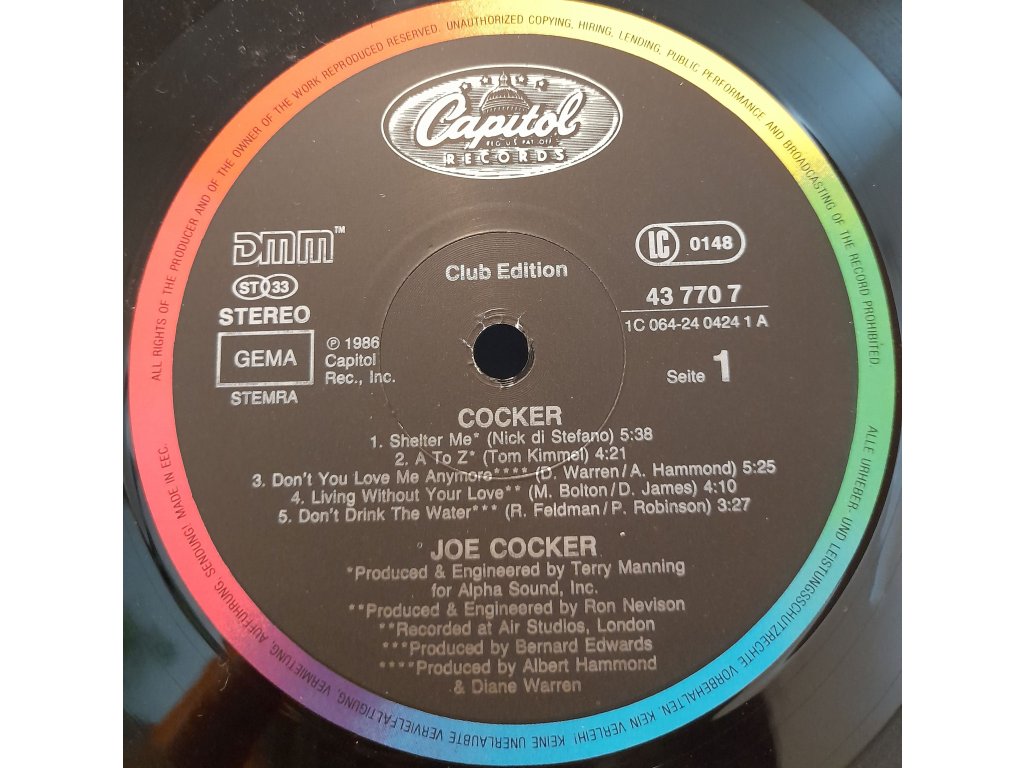 ALL RIGHTS OF THE PRODUCER AND OF THE OWNER OF THE WORK REPRODUCED RESERVED. UNAUTHORIZED COPYING, HIRING, LENDING, PUBLIC PERFORMANCE AND BROADCASTING OF THE RECORD PROHIBITED.
Capitol
REG. U.S. PAT. OFF.
RECORDS
DMM™
LC 0148
Club Edition
ST 33
STEREO
43 770 7
1C 064-24 0424 1 A
GEMA
STEMRA
℗ 1986
Capitol
Rec., Inc.
Seite 1
COCKER
1. Shelter Me* (Nick di Stefano) 5:38
2. A To Z* (Tom Kimmel) 4:21
3. Don't You Love Me Anymore**** (D. Warren/A. Hammond) 5:25
4. Living Without Your Love** (M. Bolton/D. James) 4:10
5. Don't Drink The Water*** (R. Feldman/P. Robinson) 3:27
JOE COCKER
*Produced & Engineered by Terry Manning
for Alpha Sound, Inc.
**Produced & Engineered by Ron Nevison
**Recorded at Air Studios, London
***Produced by Bernard Edwards
****Produced by Albert Hammond
& Diane Warren
ALLE URHEBER- UND LEISTUNGSSCHUTZRECHTE VORBEHALTEN. KEIN VERLEIH! KEINE UNERLAUBTE VERVIELFÄLTIGUNG, VERMIETUNG, AUFFÜHRUNG, SENDUNG! MADE IN EEC.